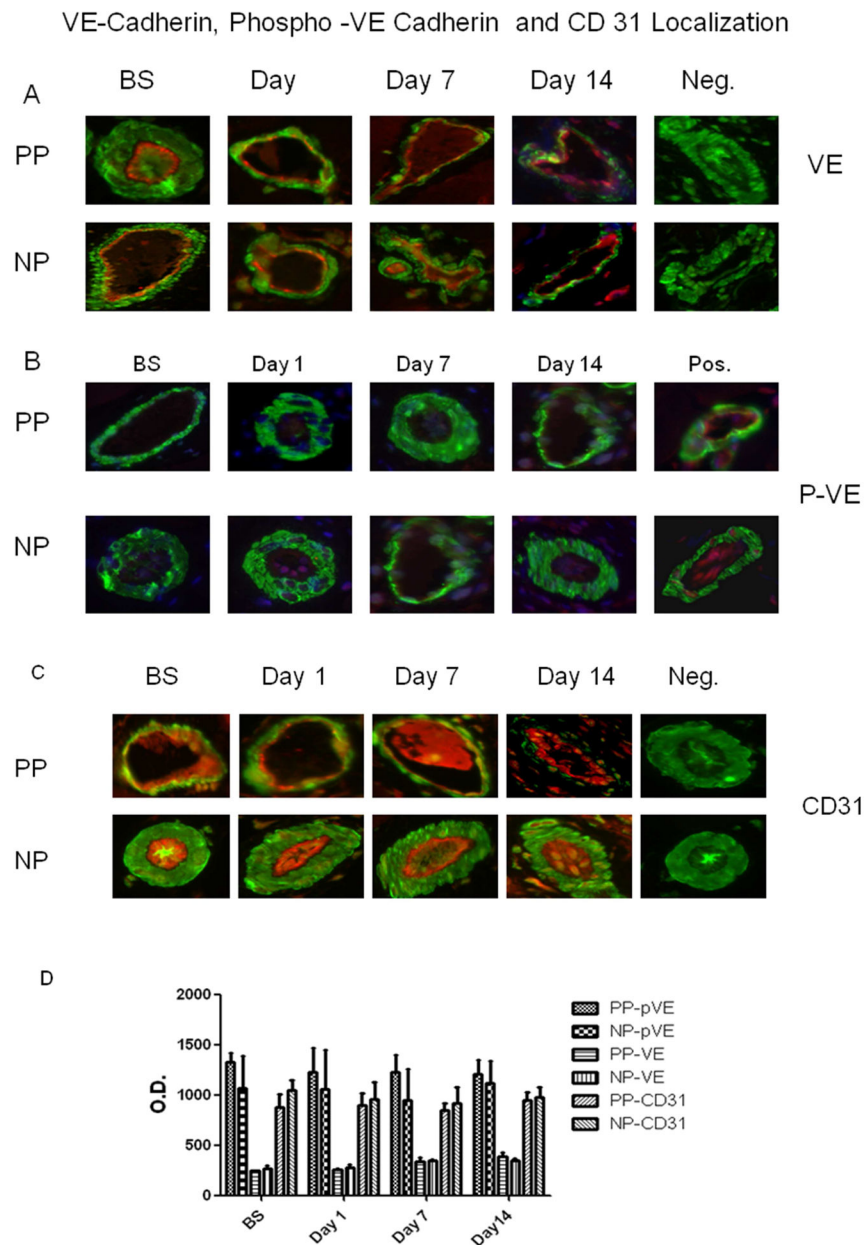 VE-Cadherin, Phospho -VE Cadherin and CD 31 Localization
A
BS Day Day 7 Day 14 Neg.
PP
VE
NP
B
BS Day 1 Day 7 Day 14 Pos.
PP
P-VE
NP
C
BS Day 1 Day 7 Day 14 Neg.
PP
CD31
NP
D
O.D.
2000
1500
1000
500
0
BS Day 1 Day 7 Day14
PP-pVE
NP-pVE
PP-VE
NP-VE
PP-CD31
NP-CD31